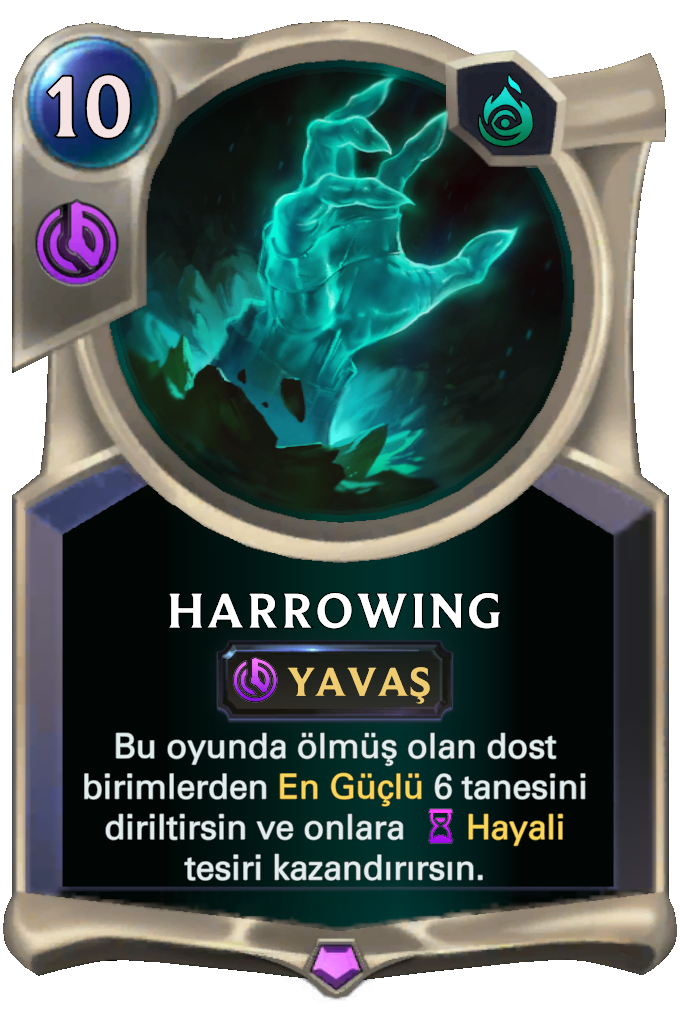 10
HARROWING
YAVAŞ
Bu oyunda ölmüş olan dost
birimlerden En Güçlü 6 tanesini
diriltirsin ve onlara Hayali
tesiri kazandırırsın.